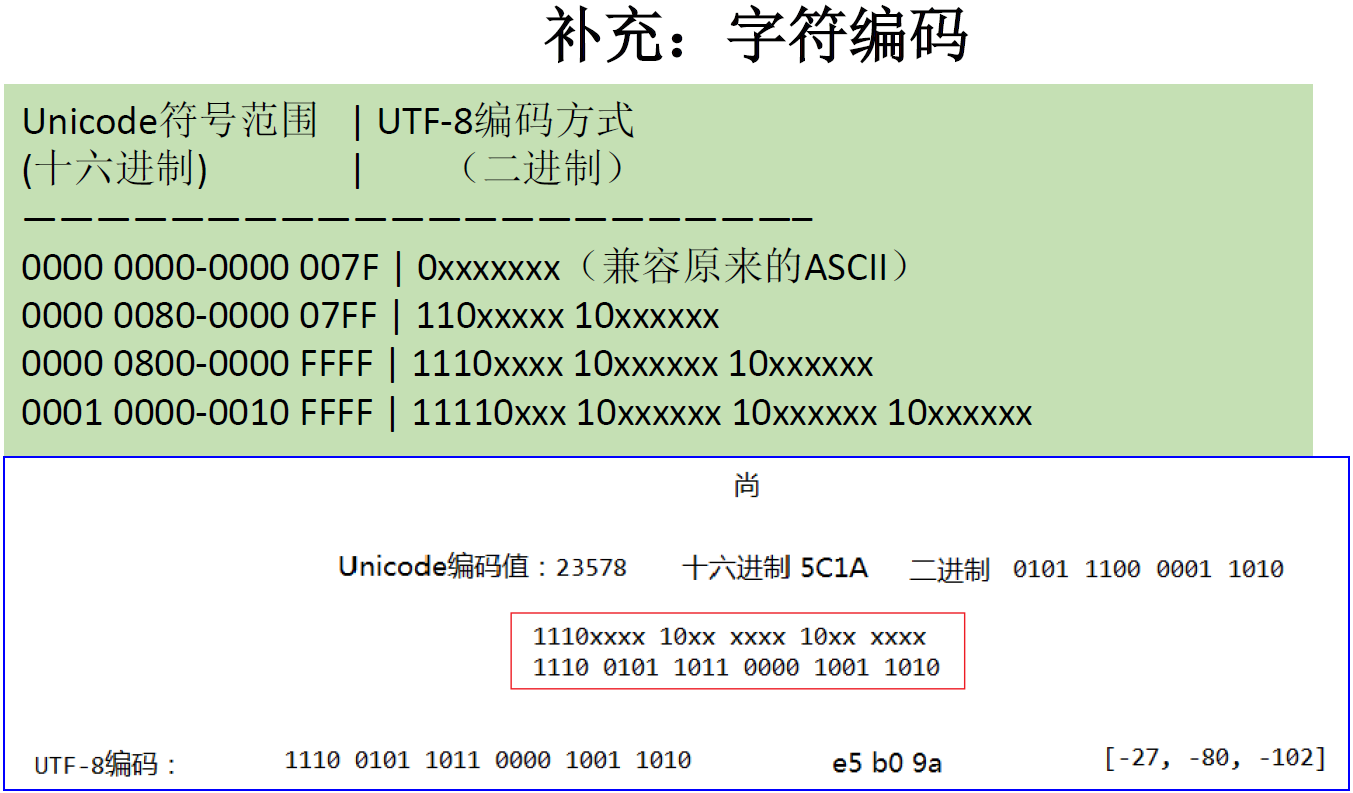 补充：字符编码
Unicode符号范围 | UTF-8编码方式
(十六进制) | （二进制）
————————————————————–
0000 0000-0000 007F | 0xxxxxxx（兼容原来的ASCII）
0000 0080-0000 07FF | 110xxxxx 10xxxxxx
0000 0800-0000 FFFF | 1110xxxx 10xxxxxx 10xxxxxx
0001 0000-0010 FFFF | 11110xxx 10xxxxxx 10xxxxxx 10xxxxxx
尚
Unicode编码值：23578 十六进制 5C1A 二进制 0101 1100 0001 1010
1110xxxx 10xx xxxx 10xx xxxx
1110 0101 1011 0000 1001 1010
UTF-8编码： 1110 0101 1011 0000 1001 1010 e5 b0 9a [-27, -80, -102]